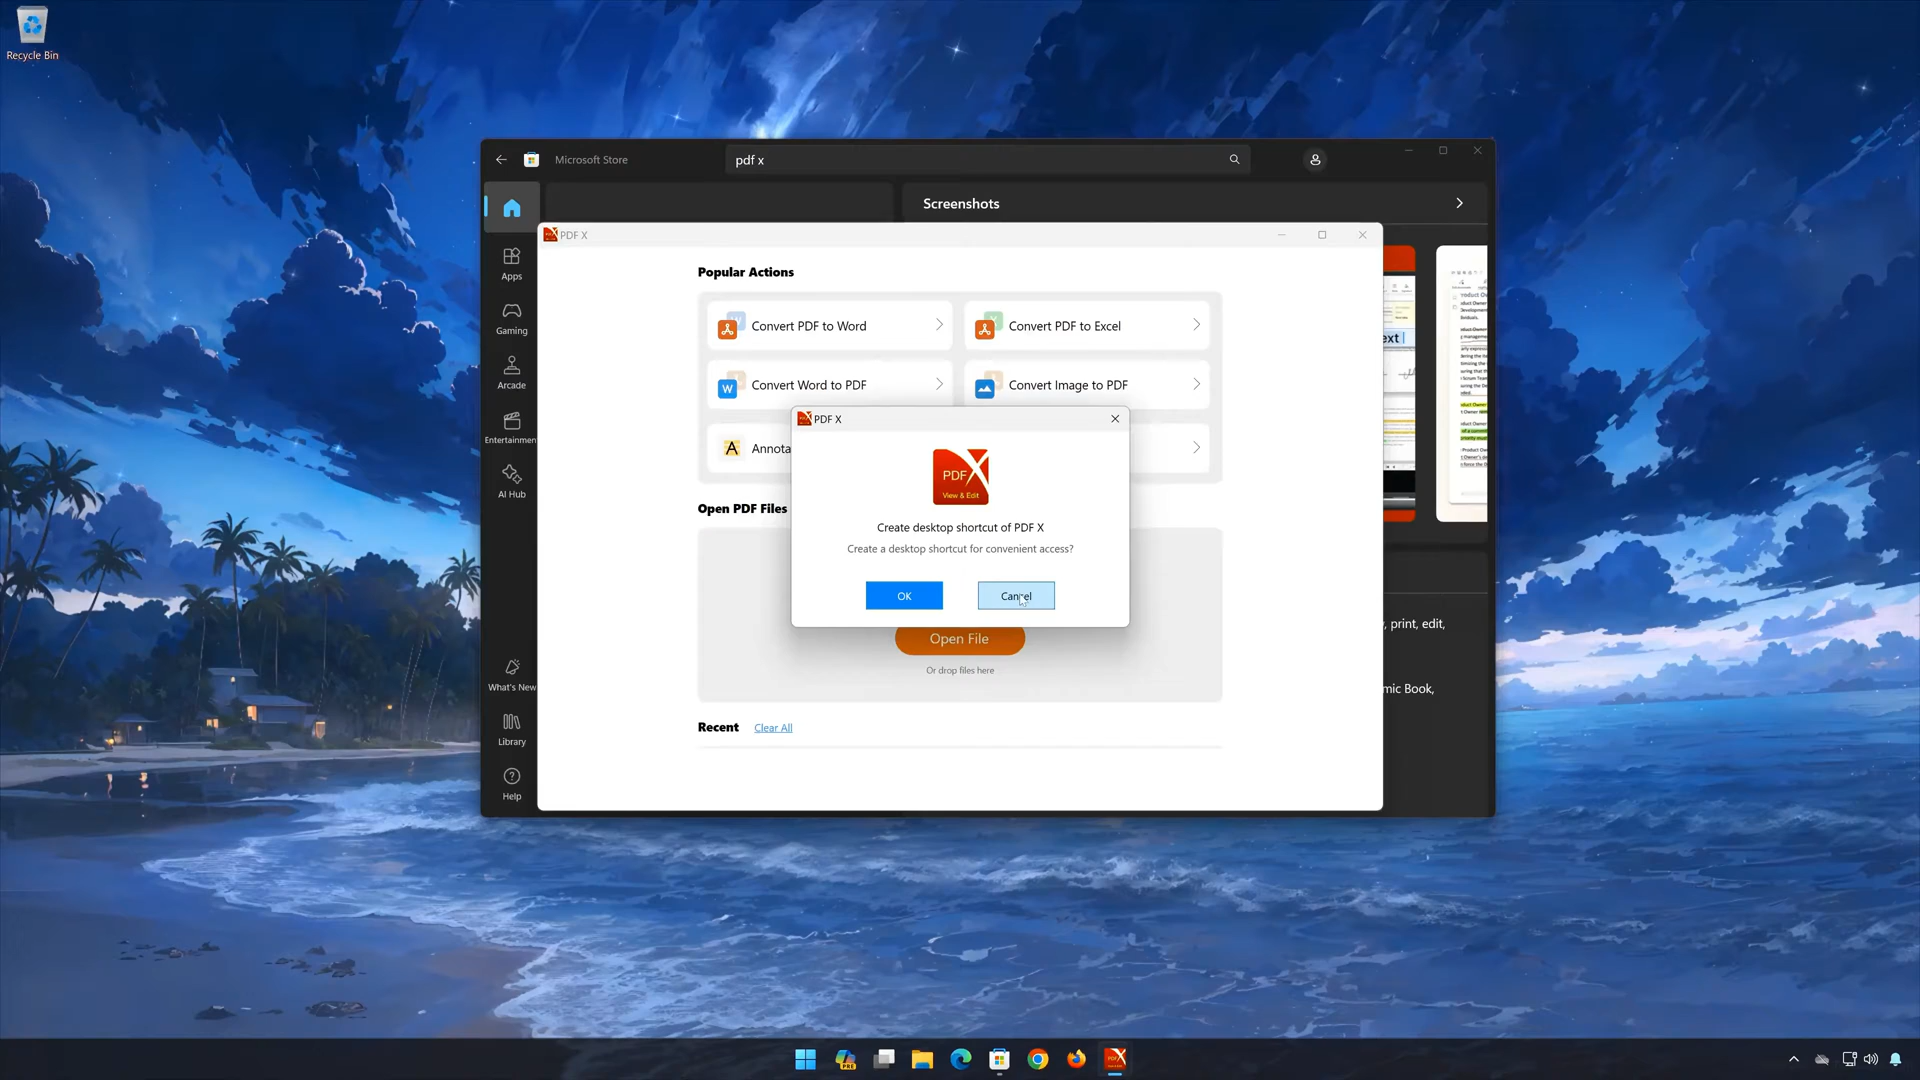 Recycle Bin
Microsoft Store
pdf x
Screenshots
PDF X
Popular Actions
Apps
Convert PDF to Word
Convert PDF to Excel
Gaming
Convert Word to PDF
Convert Image to PDF
Arcade
PDF X
Entertainment
Annota
PDF X
View & Edit
AI Hub
Open PDF Files
Create desktop shortcut of PDF X
Create a desktop shortcut for convenient access?
OK
Cancel
, print, edit,
Open File
Or drop files here
What's New
mic Book,
Recent
Clear All
Library
Help
PRE